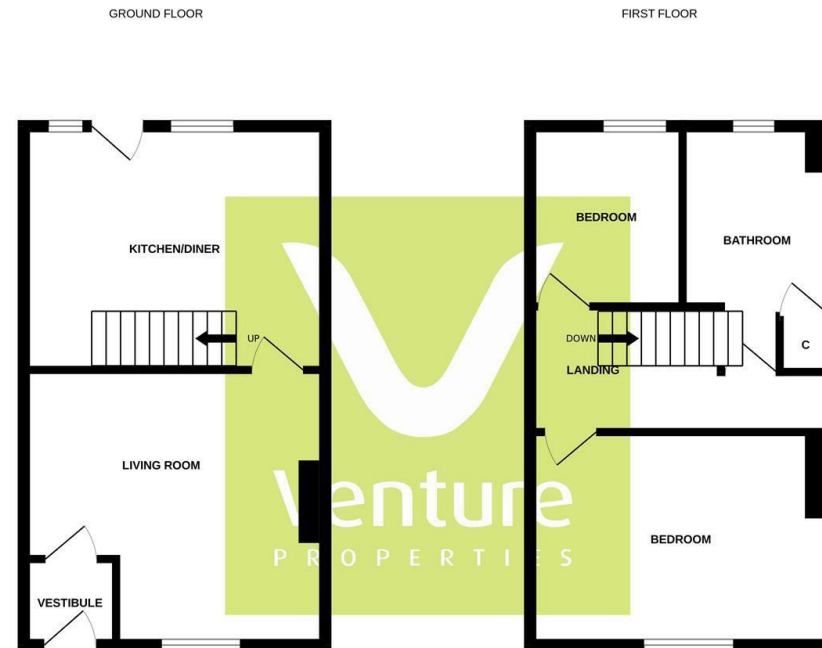 GROUND FLOOR
FIRST FLOOR
KITCHEN/DINER
UP
LIVING ROOM
VESTIBULE
BEDROOM
BATHROOM
DOWN
LANDING
C
BEDROOM
Venture
PROPERTIES